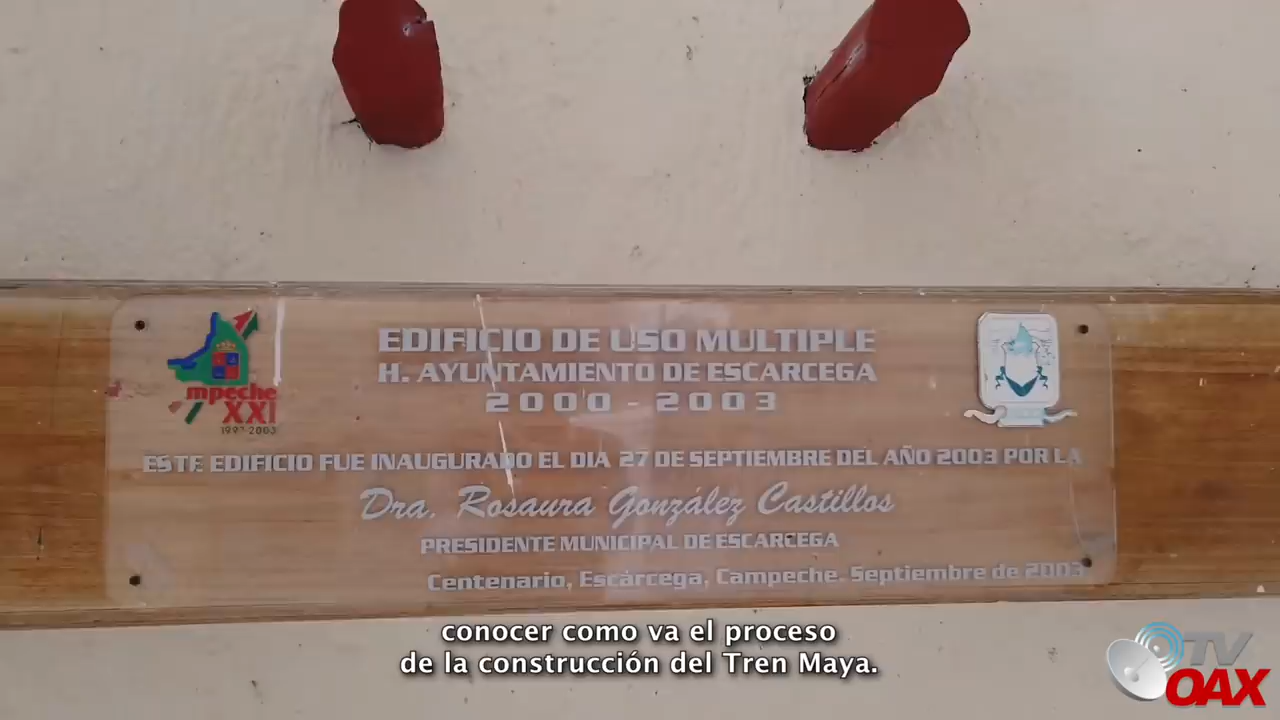 EDIFICIO DE USO MULTIPLE
H. AYUNTAMIENTO DE ESCARCEGA
2000 - 2003
mpeche
XXI
1997-2003
ESTE EDIFICIO FUE INAUGURADO EL DIA 27 DE SEPTIEMBRE DEL AÑO 2003 POR LA
Dra. Rosaura González Castillos
PRESIDENTE MUNICIPAL DE ESCARCEGA
Centenario, Escárcega, Campeche. Septiembre de 2003
conocer como va el proceso
de la construcción del Tren Maya.
TV
OAX